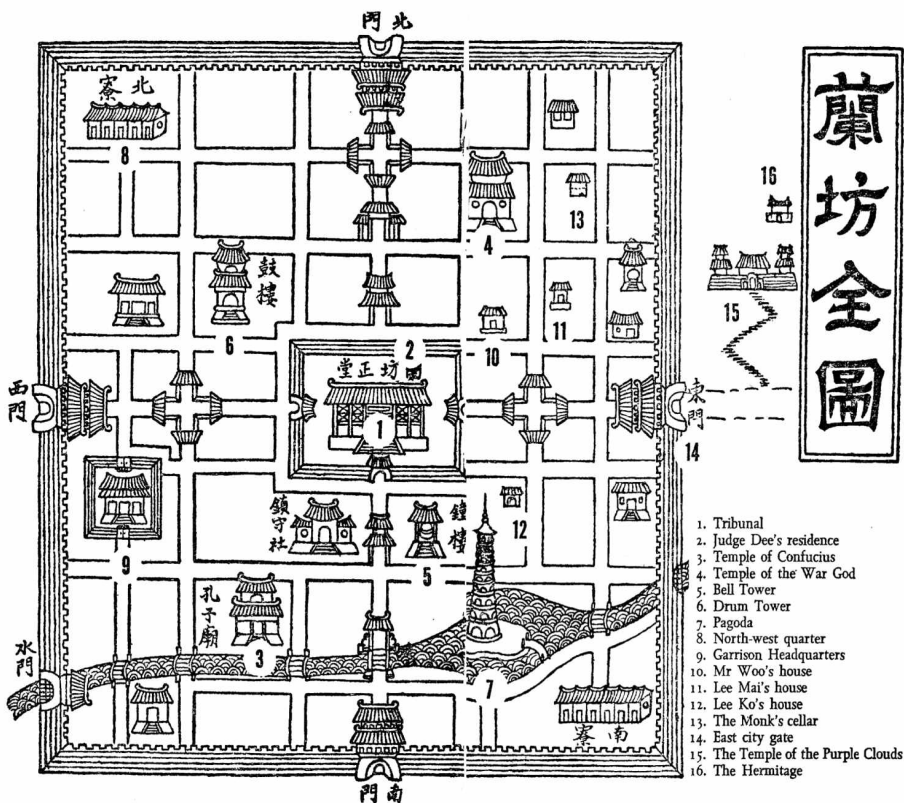 北門
北寮
8
蘭坊全圖
16
13
4
鼓樓
15
11
10
6
2
蘭坊正堂
西門
東門
1
14
鎮守社
鐘樓
12
9
5
孔子廟
水門
3
7
南寮
南門
1. Tribunal
2. Judge Dee's residence
3. Temple of Confucius
4. Temple of the War God
5. Bell Tower
6. Drum Tower
7. Pagoda
8. North-west quarter
9. Garrison Headquarters
10. Mr Woo's house
11. Lee Mai's house
12. Lee Ko's house
13. The Monk's cellar
14. East city gate
15. The Temple of the Purple Clouds
16. The Hermitage